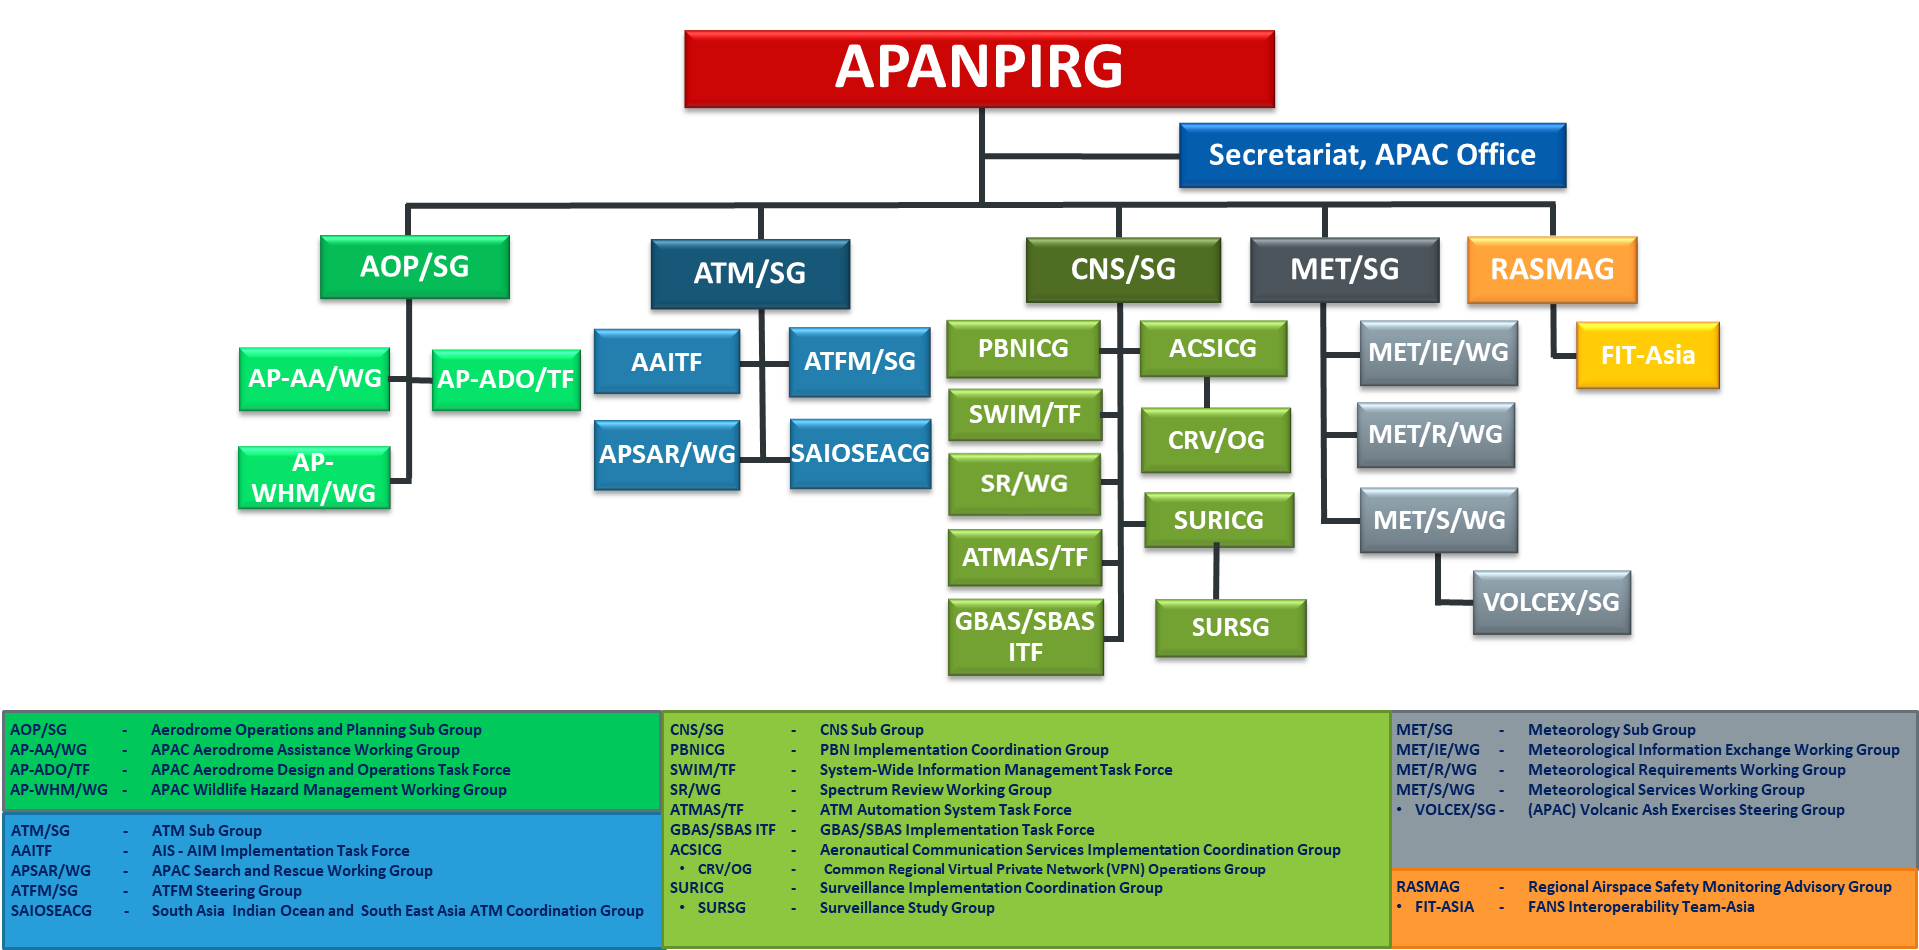 APANPIRG
Secretariat, APAC Office
AOP/SG
ATM/SG
CNS/SG
MET/SG
RASMAG
AP-AA/WG
AP-ADO/TF
AP-
WHM/WG
AAITF
ATFM/SG
APSAR/WG
SAIOSEACG
PBNICG
ACSICG
SWIM/TF
CRV/OG
SR/WG
SURICG
ATMAS/TF
GBAS/SBAS
ITF
SURSG
MET/IE/WG
MET/R/WG
MET/S/WG
VOLCEX/SG
FIT-Asia
AOP/SG - Aerodrome Operations and Planning Sub Group
AP-AA/WG - APAC Aerodrome Assistance Working Group
AP-ADO/TF - APAC Aerodrome Design and Operations Task Force
AP-WHM/WG - APAC Wildlife Hazard Management Working Group
ATM/SG - ATM Sub Group
AAITF - AIS - AIM Implementation Task Force
APSAR/WG - APAC Search and Rescue Working Group
ATFM/SG - ATFM Steering Group
SAIOSEACG - South Asia Indian Ocean and South East Asia ATM Coordination Group
CNS/SG - CNS Sub Group
PBNICG - PBN Implementation Coordination Group
SWIM/TF - System-Wide Information Management Task Force
SR/WG - Spectrum Review Working Group
ATMAS/TF - ATM Automation System Task Force
GBAS/SBAS ITF - GBAS/SBAS Implementation Task Force
ACSICG - Aeronautical Communication Services Implementation Coordination Group
• CRV/OG - Common Regional Virtual Private Network (VPN) Operations Group
SURICG - Surveillance Implementation Coordination Group
• SURSG - Surveillance Study Group
MET/SG - Meteorology Sub Group
MET/IE/WG - Meteorological Information Exchange Working Group
MET/R/WG - Meteorological Requirements Working Group
MET/S/WG - Meteorological Services Working Group
• VOLCEX/SG - (APAC) Volcanic Ash Exercises Steering Group
RASMAG - Regional Airspace Safety Monitoring Advisory Group
• FIT-ASIA - FANS Interoperability Team-Asia